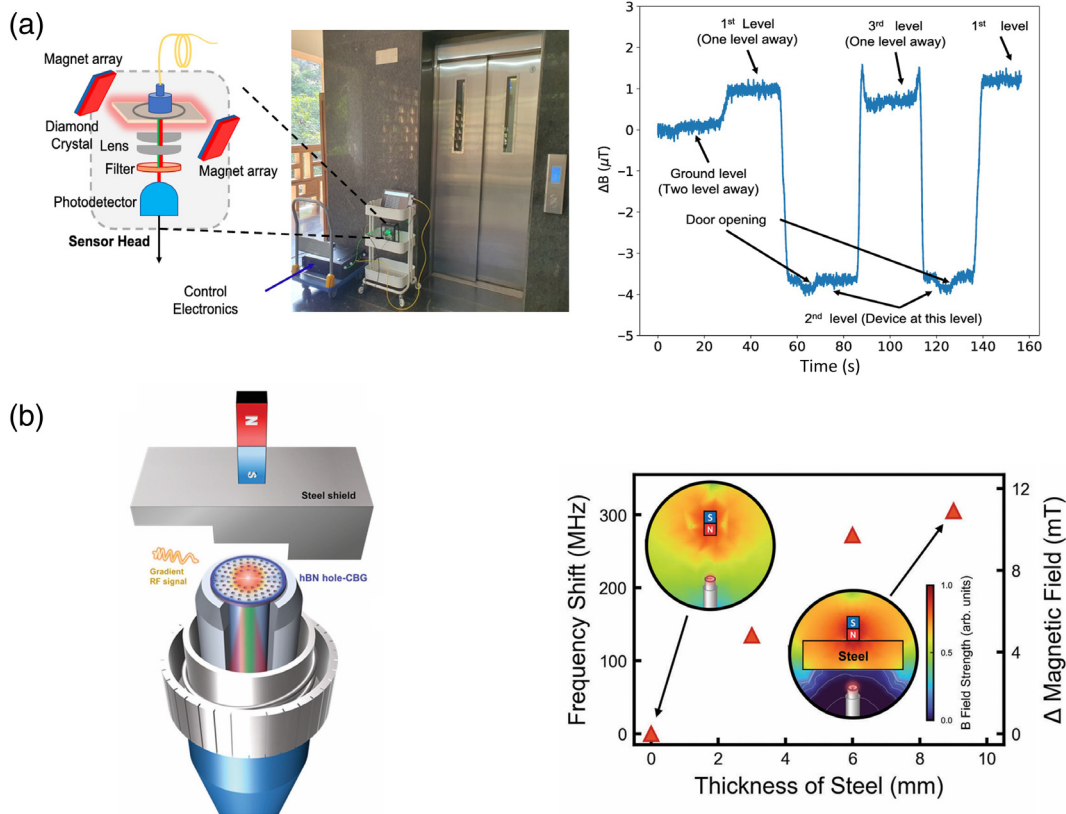 (a)
Magnet array
Diamond
Crystal
Lens
Filter
Magnet array
Photodetector
Sensor Head
Control
Electronics
3
2
1
0
−1
−2
−3
−4
−5
ΔB (μT)
1st Level
(One level away)
3rd level
(One level away)
1st level
Ground level
(Two level away)
Door opening
2nd level (Device at this level)
0 20 40 60 80 100 120 140 160
Time (s)
(b)
N
S
Steel shield
Gradient
RF signal
hBN hole-CBG
Frequency Shift (MHz)
300
200
100
0
S
N
S
N
Steel
1.0
0.5
0.0
B Field Strength (arb. units)
12
8
4
0
Δ Magnetic Field (mT)
0 2 4 6 8 10
Thickness of Steel (mm)